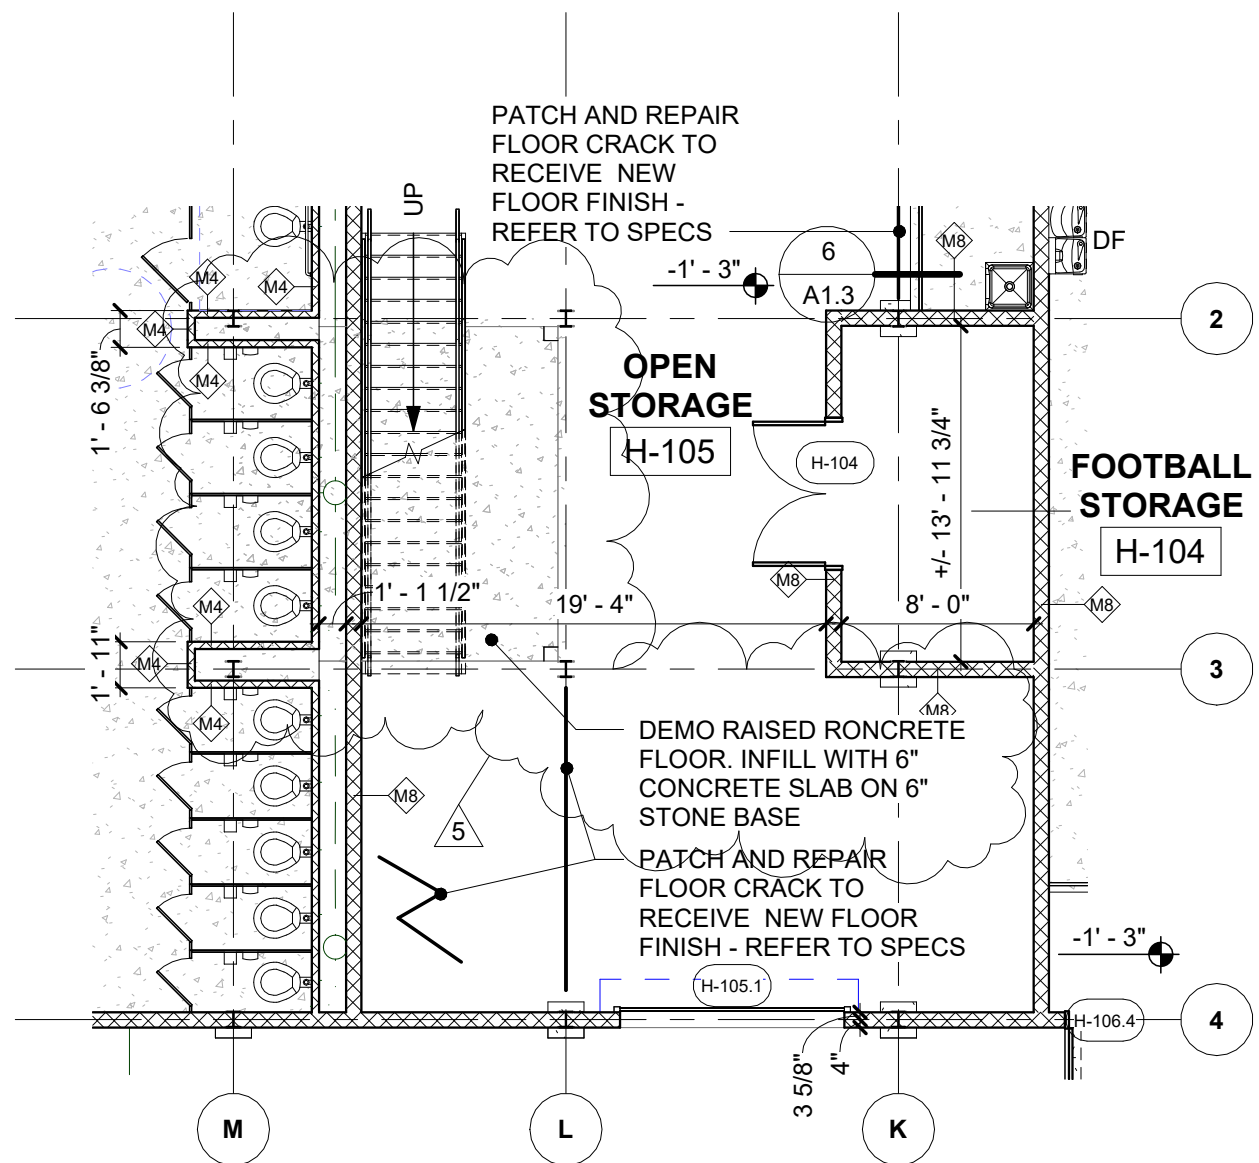 PATCH AND REPAIR
FLOOR CRACK TO
RECEIVE NEW
FLOOR FINISH -
REFER TO SPECS
UP
-1' - 3"
6
A1.3
M8
DF
M4
M4
M4
M4
1' - 6 3/8"
2
OPEN
STORAGE
H-105
H-104
+/- 13' - 11 3/4"
FOOTBALL
STORAGE
H-104
M8
M8
1' - 1 1/2"
19' - 4"
8' - 0"
M4
M4
M4
1' - 11"
3
M8
DEMO RAISED RONCRETE
FLOOR. INFILL WITH 6"
CONCRETE SLAB ON 6"
STONE BASE
M8
5
PATCH AND REPAIR
FLOOR CRACK TO
RECEIVE NEW FLOOR
FINISH - REFER TO SPECS
-1' - 3"
H-105.1
H-106.4
4
3 5/8"
4"
M
L
K